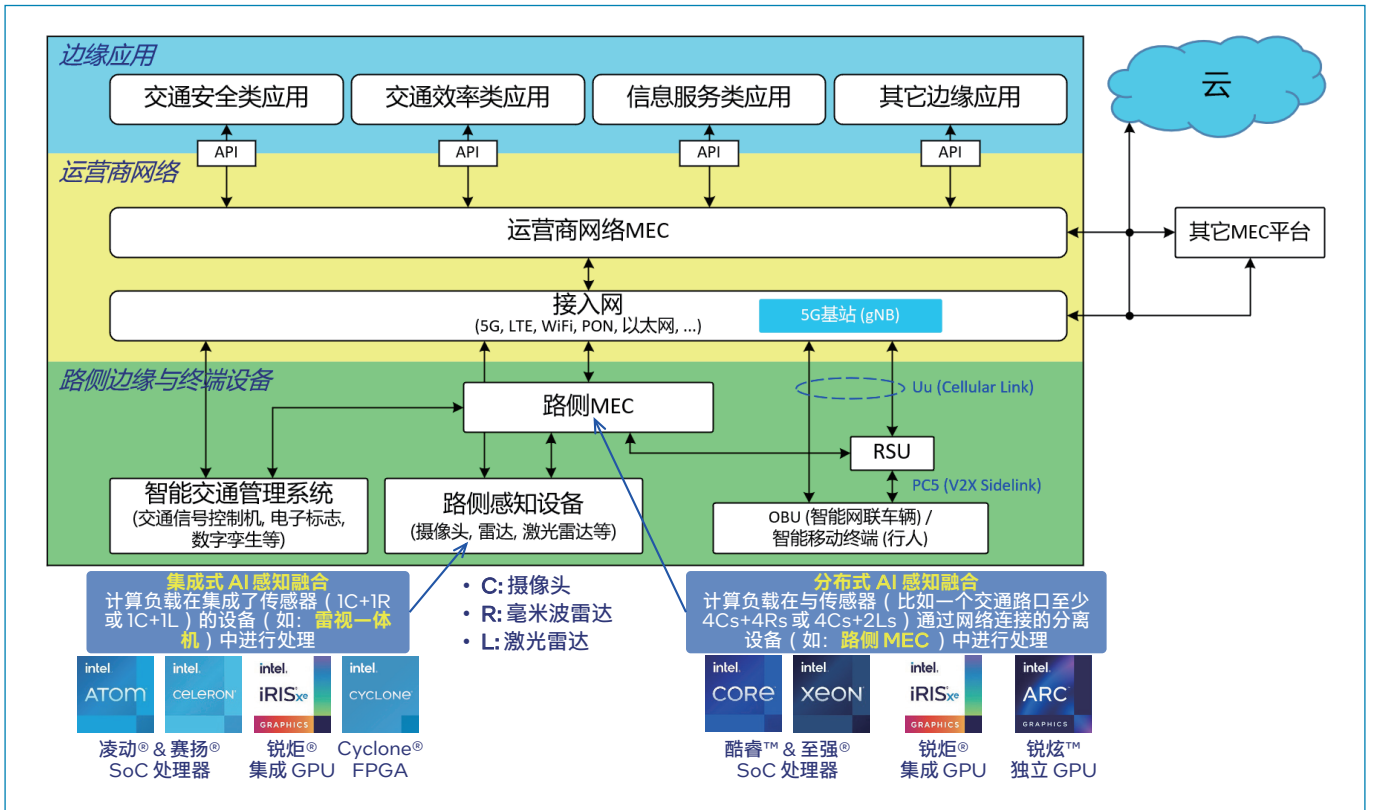 边缘应用
云
交通安全类应用
交通效率类应用
信息服务类应用
其它边缘应用
API
API
API
API
运营商网络
运营商网络MEC
其它MEC平台
接入网
(5G, LTE, WiFi, PON, 以太网, ...)
5G基站 (gNB)
路侧边缘与终端设备
Uu (Cellular Link)
路侧MEC
RSU
PC5 (V2X Sidelink)
智能交通管理系统
(交通信号控制机, 电子标志,
数字孪生等)
路侧感知设备
(摄像头, 雷达, 激光雷达等)
OBU (智能网联车辆) /
智能移动终端 (行人)
集成式 AI 感知融合
计算负载在集成了传感器（1C+1R
或 1C+1L）的设备（如：雷视一体
机）中进行处理
• C: 摄像头
• R: 毫米波雷达
• L: 激光雷达
分布式 AI 感知融合
计算负载在与传感器（比如一个交通路口至少
4Cs+4Rs 或 4Cs+2Ls）通过网络连接的分离
设备（如：路侧 MEC）中进行处理
intel.
ATOM
intel.
CELERON
intel.
iRIS Xe
GRAPHICS
intel.
CYCLONE
intel.
CORE
intel.
XEON
intel.
iRIS Xe
GRAPHICS
intel.
ARC
GRAPHICS
凌动® & 赛扬®
SoC 处理器
锐炬®
集成 GPU
Cyclone®
FPGA
酷睿™ & 至强®
SoC 处理器
锐炬®
集成 GPU
锐炫™
独立 GPU